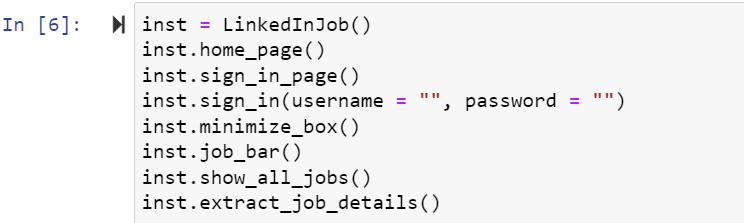 In [6]: inst = LinkedInJob()
inst.home_page()
inst.sign_in_page()
inst.sign_in(username = "", password = "")
inst.minimize_box()
inst.job_bar()
inst.show_all_jobs()
inst.extract_job_details()